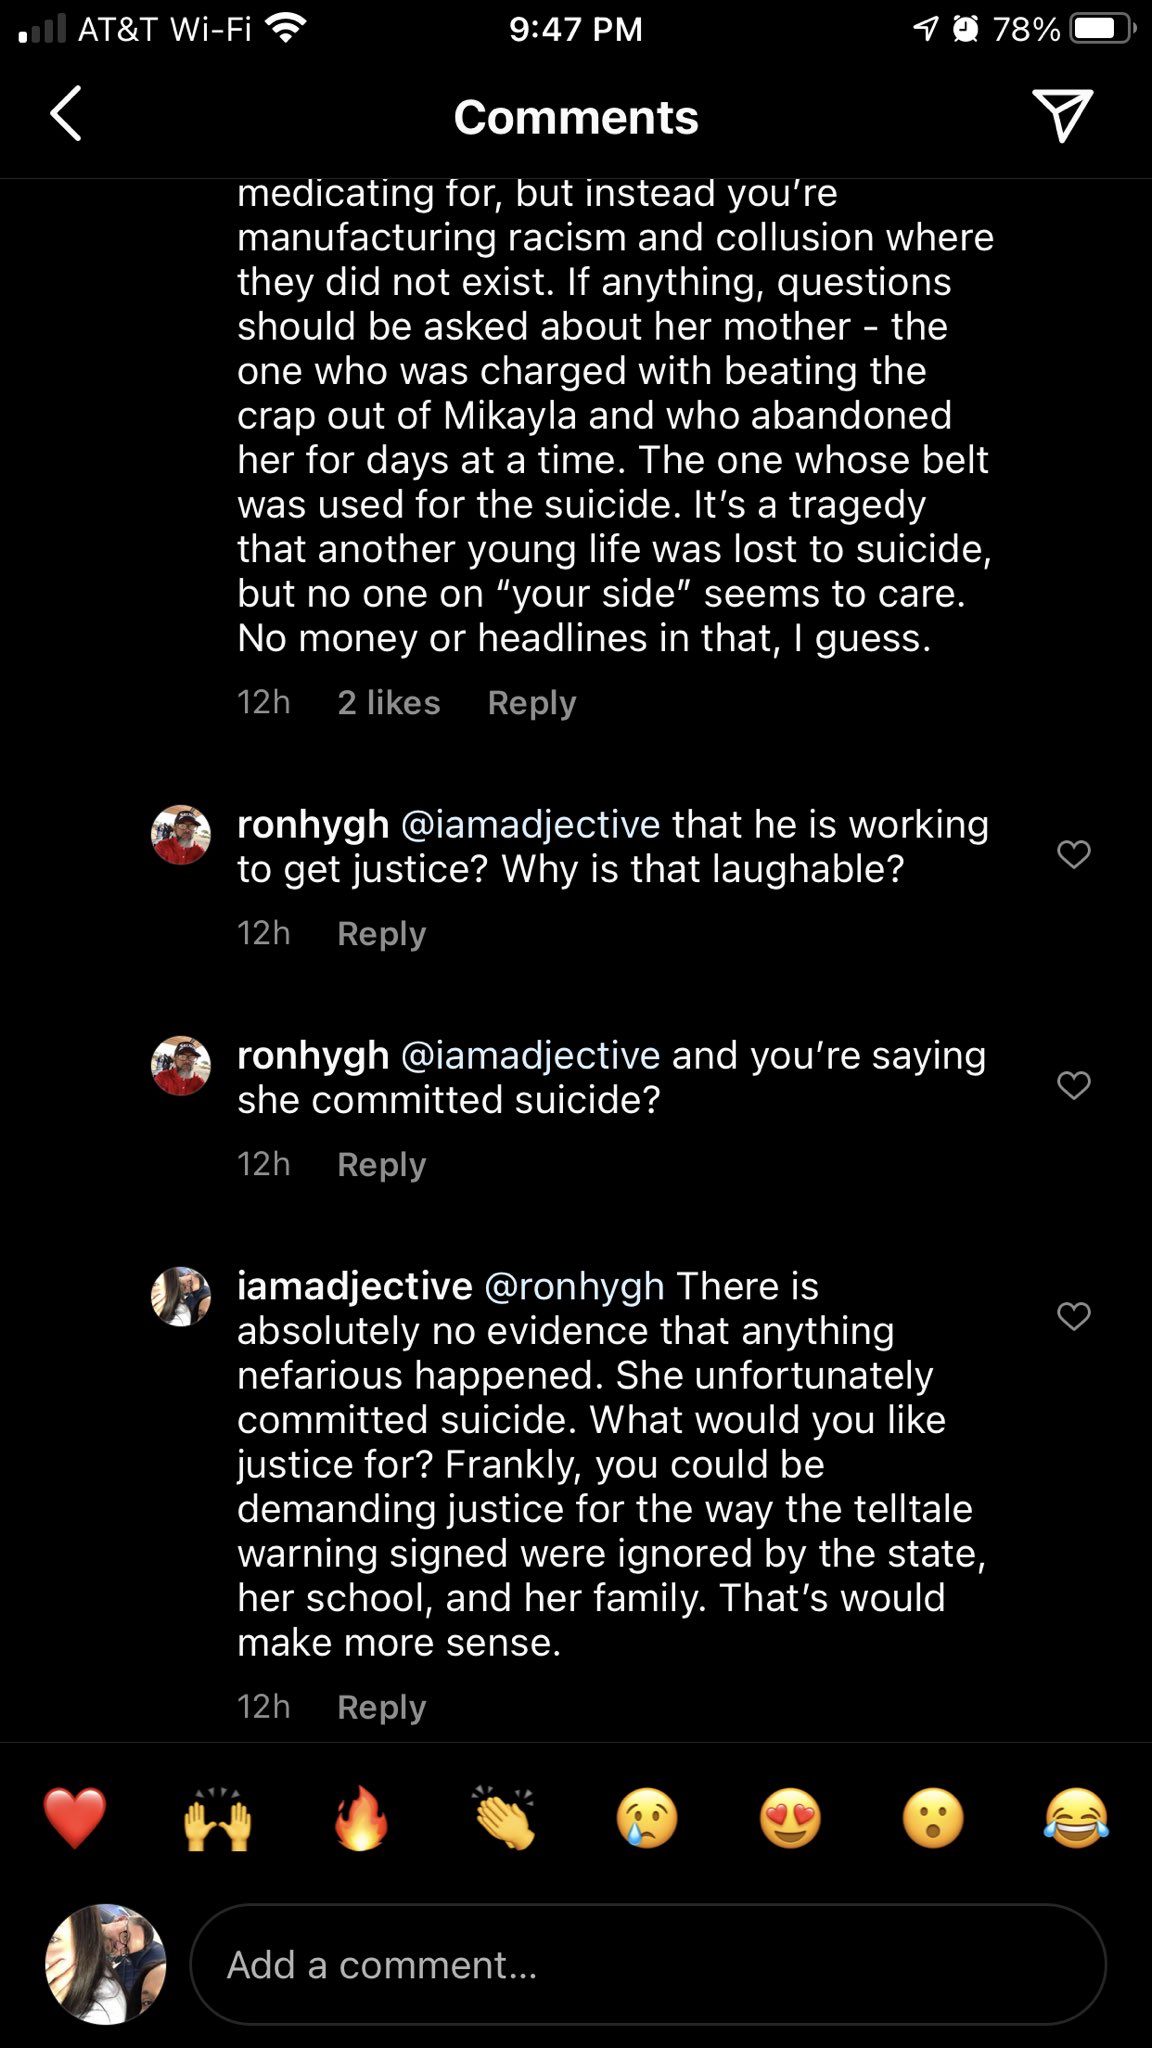 AT&T Wi-Fi 9:47 PM 78%
Comments
medicating for, but instead you’re
manufacturing racism and collusion where
they did not exist. If anything, questions
should be asked about her mother - the
one who was charged with beating the
crap out of Mikayla and who abandoned
her for days at a time. The one whose belt
was used for the suicide. It’s a tragedy
that another young life was lost to suicide,
but no one on “your side” seems to care.
No money or headlines in that, I guess.
12h 2 likes Reply
ronhygh @iamadjective that he is working
to get justice? Why is that laughable?
12h Reply
ronhygh @iamadjective and you’re saying
she committed suicide?
12h Reply
iamadjective @ronhygh There is
absolutely no evidence that anything
nefarious happened. She unfortunately
committed suicide. What would you like
justice for? Frankly, you could be
demanding justice for the way the telltale
warning signed were ignored by the state,
her school, and her family. That’s would
make more sense.
12h Reply
Add a comment...